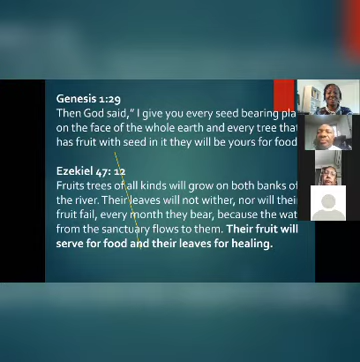 Genesis 1:29
Then God said," I give you every seed bearing pla
on the face of the whole earth and every tree that
has fruit with seed in it they will be yours for food
Ezekiel 47: 12
Fruits trees of all kinds will grow on both banks of
the river. Their leaves will not wither, nor will thei
fruit fail, every month they bear, because the wat
from the sanctuary flows to them. Their fruit will
serve for food and their leaves for healing.